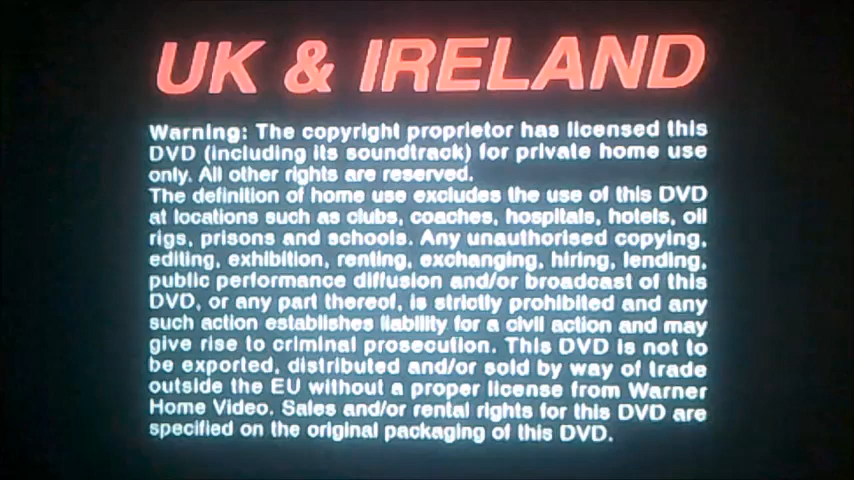 UK & IRELAND
Warning: The copyright proprietor has licensed this
DVD (including its soundtrack) for private home use
only. All other rights are reserved.
The definition of home use excludes the use of this DVD
at locations such as clubs, coaches, hospitals, hotels, oil
rigs, prisons and schools. Any unauthorised copying,
editing, exhibition, renting, exchanging, hiring, lending,
public performance diffusion and/or broadcast of this
DVD, or any part thereof, is strictly prohibited and any
such action establishes liability for a civil action and may
give rise to criminal prosecution. This DVD is not to
be exported, distributed and/or sold by way of trade
outside the EU without a proper license from Warner
Home Video. Sales and/or rental rights for this DVD are
specified on the original packaging of this DVD.